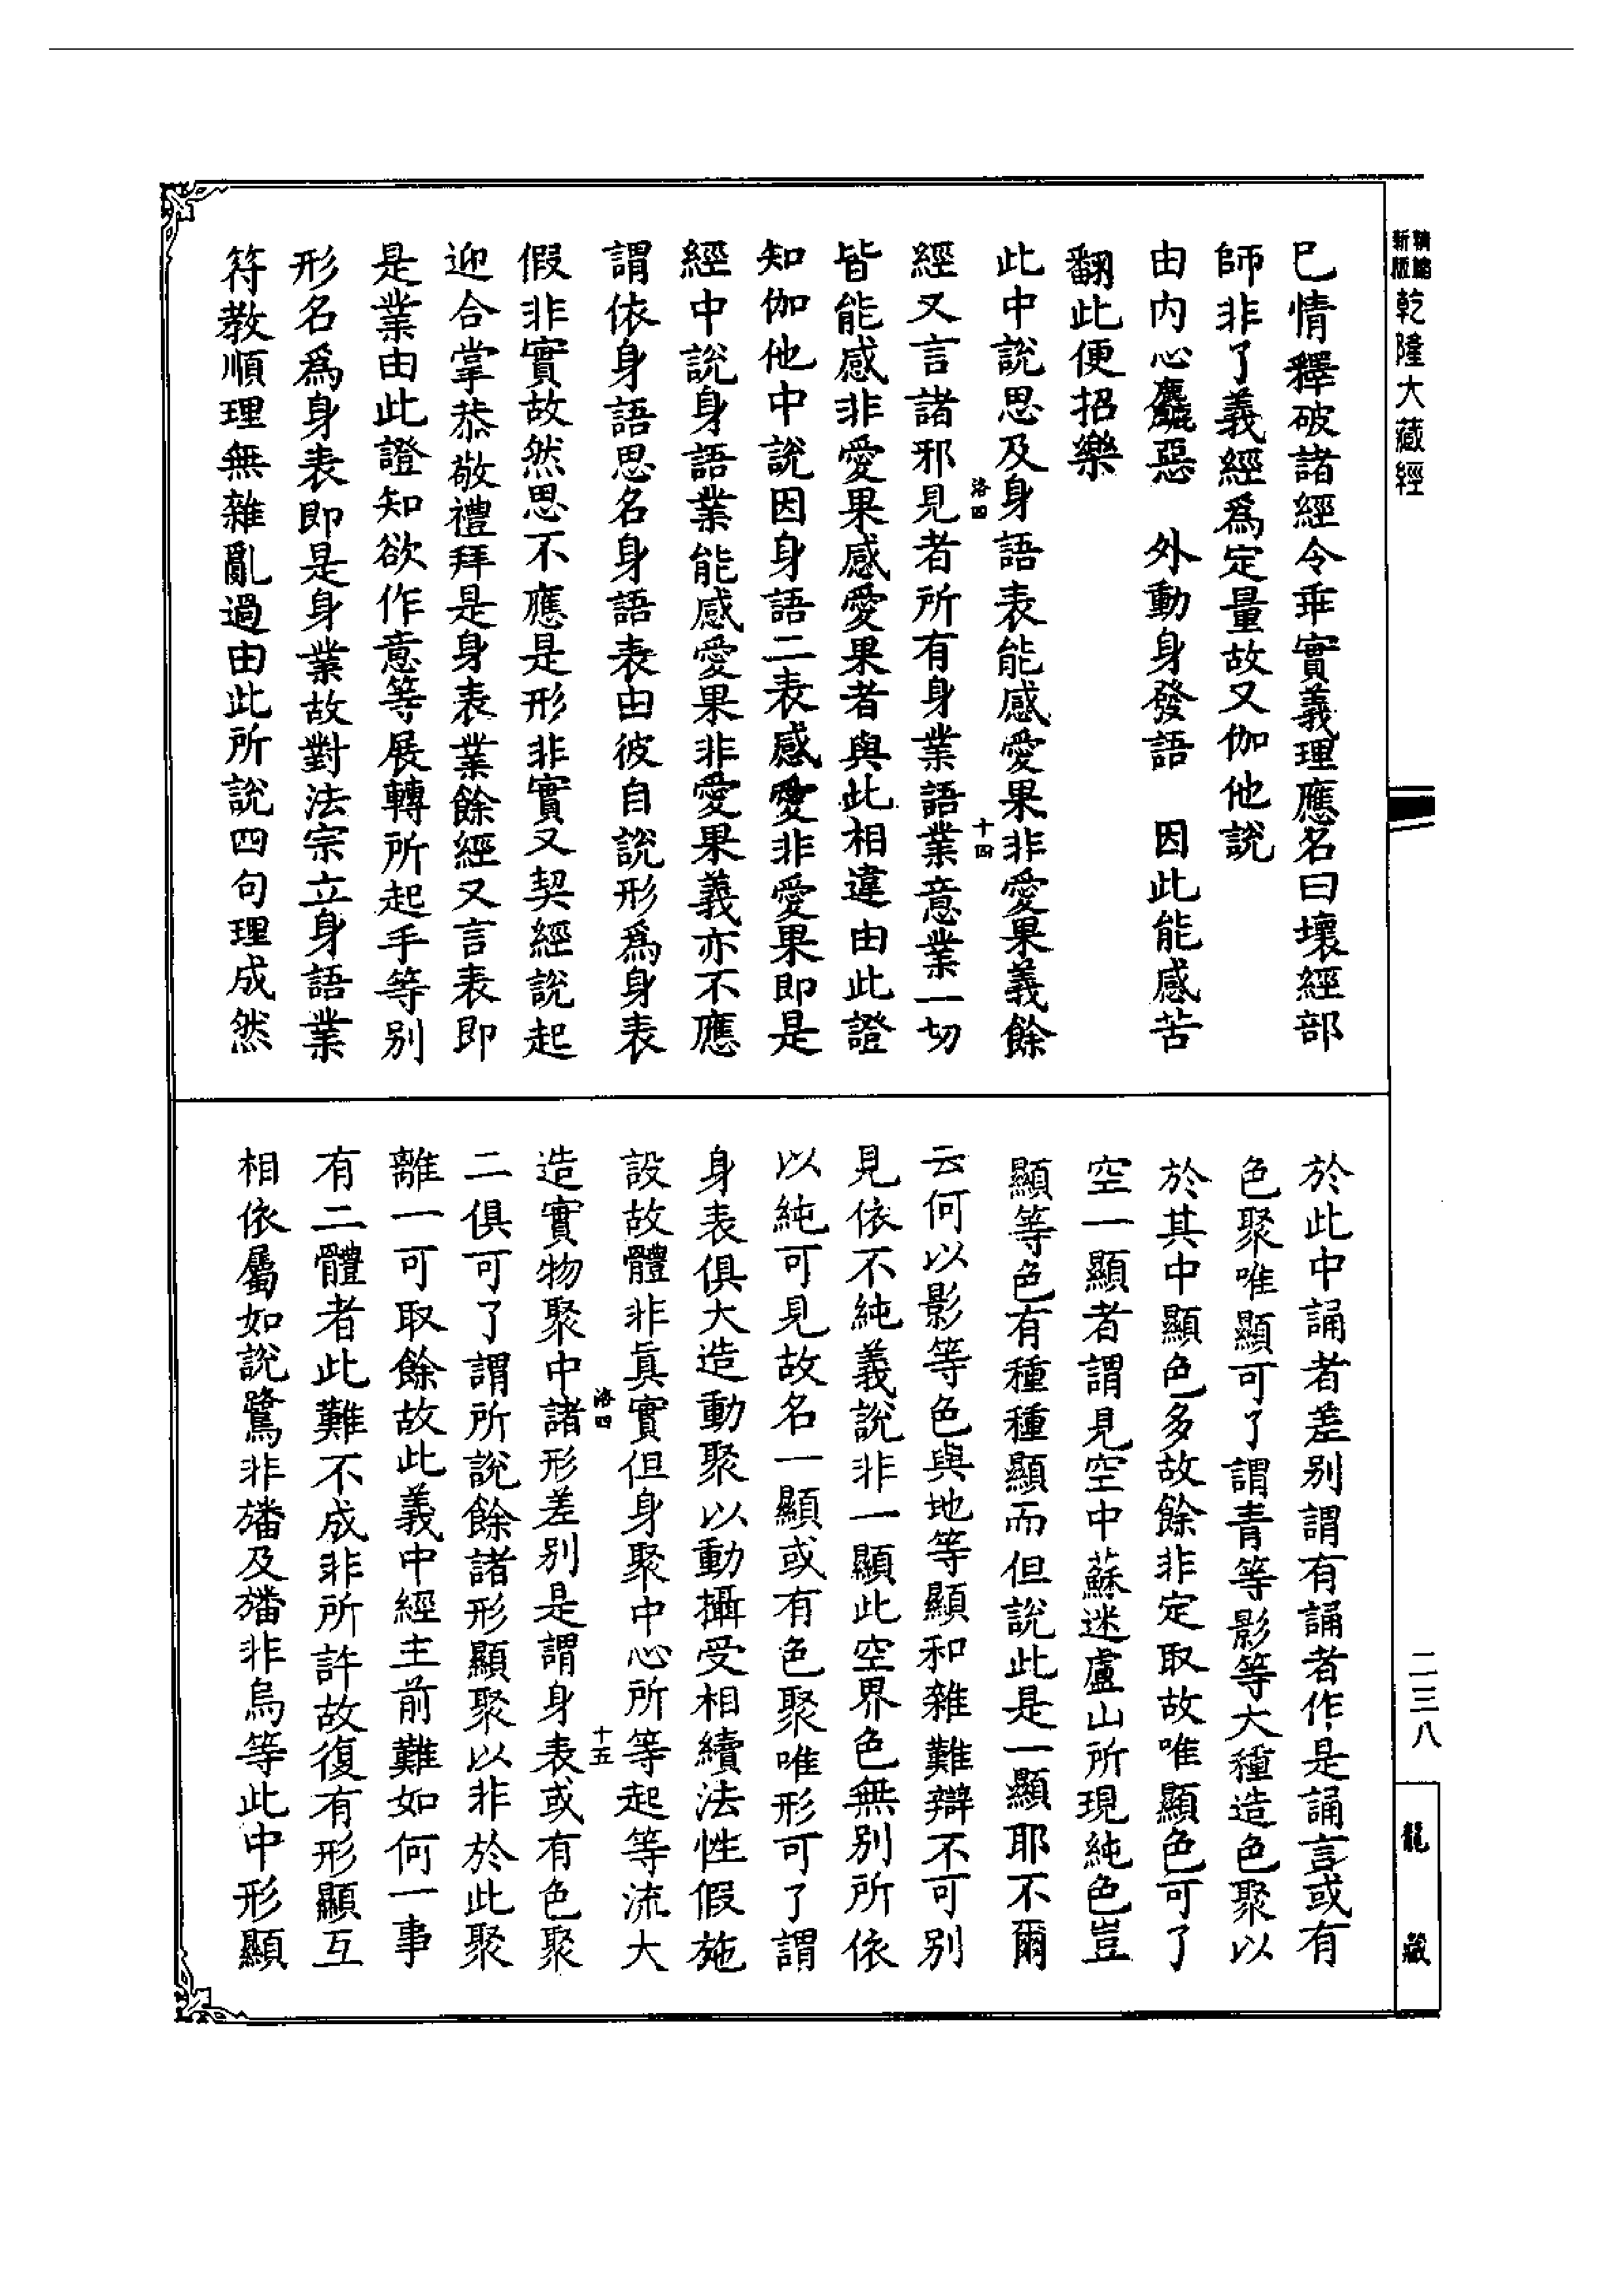 新版精縮乾隆大藏經
已情釋破諸經令乖實義理應名曰壞經部
師非了義經爲定量故又伽他說
由内心麤惡　外動身發語　因此能感苦
翻此便招樂
此中說思及身語表能感愛果非愛果義餘
洛四　十四
經又言諸邪見者所有身業語業意業一切
皆能感非愛果感愛果者與此相違由此證
知伽他中說因身語二表感愛非愛果即是
經中說身語業能感愛果非愛果義亦不應
謂依身語思名身語表由彼自說形爲身表
假非實故然思不應是形非實又契經說起
迎合掌恭敬禮拜是身表業餘經又言表即
是業由此證知欲作意等展轉所起手等別
形名爲身表即是身業故對法宗立身語業
符教順理無雜亂過由此所說四句理成然
於此中誦者差別謂有誦者作是誦言或有
色聚唯顯可了謂青等影等大種造色聚以
於其中顯色多故餘非定取故唯顯色可了
空一顯者謂見空中蘇迷盧山所現純色豈
顯等色有種種顯而但說此是一顯耶不爾
云何以影等色與地等顯和雜難辯不可別
見依不純義說非一顯此空界色無別所依
以純可見故名一顯或有色聚唯形可了謂
身表俱大造動聚以動攝受相續法性假施
設故體非眞實但身聚中心所等起等流大
洛四　十五
造實物聚中諸形差別是謂身表或有色聚
二俱可了謂所說餘諸形顯聚以非於此聚
離一可取餘故此義中經主前難如何一事
有二體者此難不成非所許故復有形顯互
相依屬如說鷺非旛及旛非烏等此中形顯
二三八
龍藏